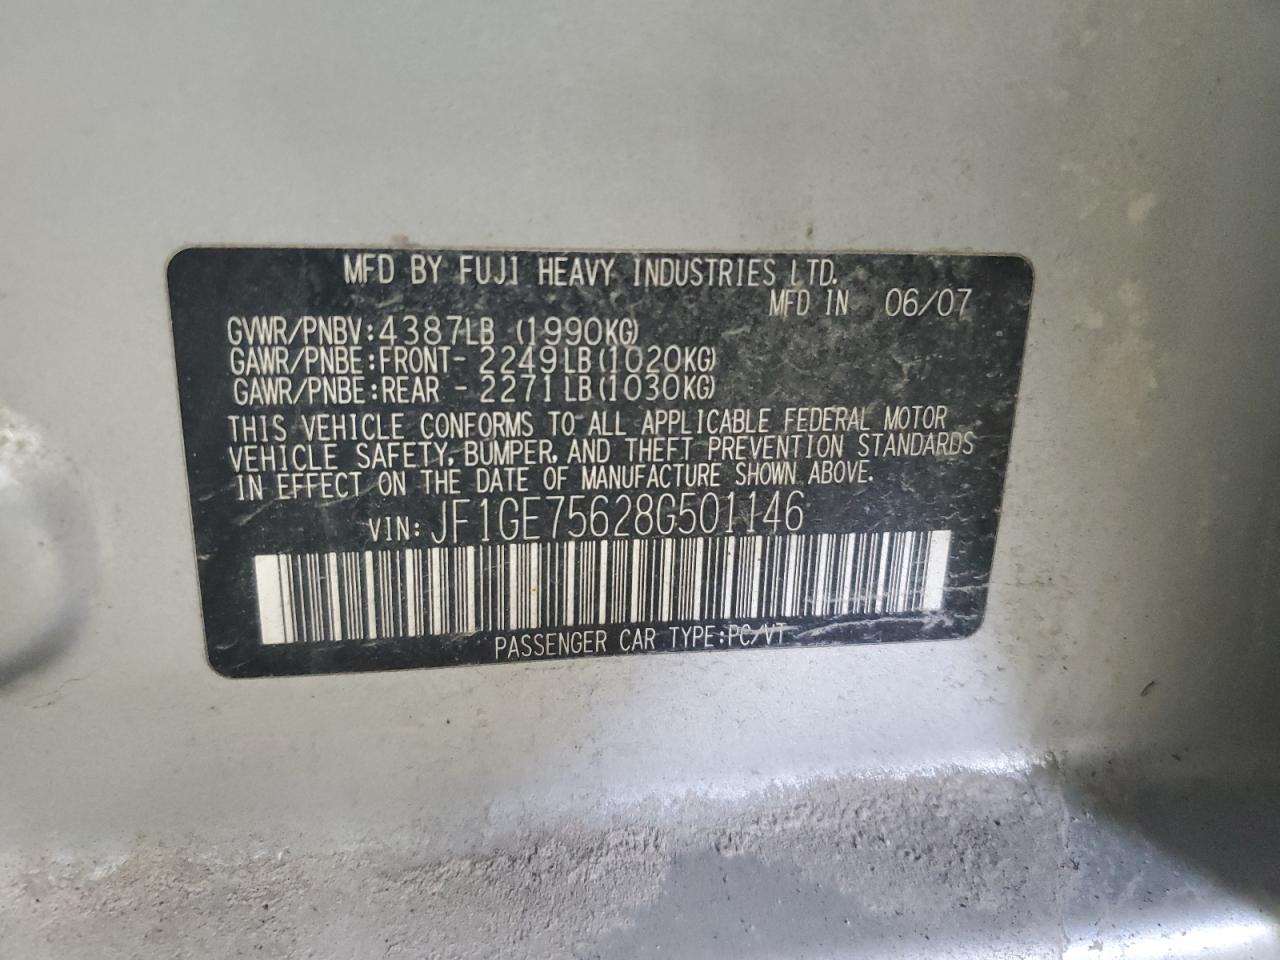 MFD BY FUJI HEAVY INDUSTRIES LTD.
MFD IN 06/07
GVWR/PNBV:4387LB (1990KG)
GAWR/PNBE:FRONT- 2249LB(1020KG)
GAWR/PNBE:REAR - 2271LB(1030KG)
THIS VEHICLE CONFORMS TO ALL APPLICABLE FEDERAL MOTOR
VEHICLE SAFETY, BUMPER, AND THEFT PREVENTION STANDARDS
IN EFFECT ON THE DATE OF MANUFACTURE SHOWN ABOVE.
VIN: JF1GE75628G501146
PASSENGER CAR TYPE:PC/VT